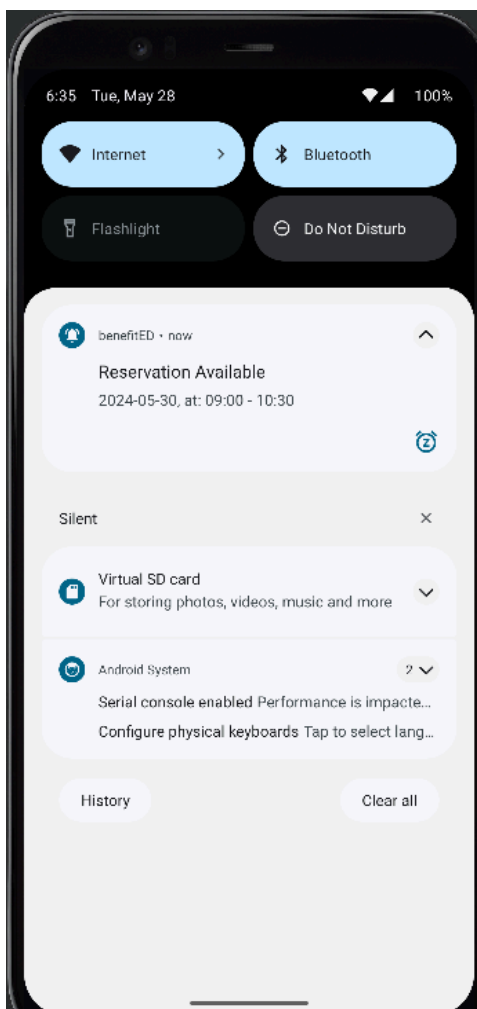 6:35 Tue, May 28 100%
Internet Bluetooth
Flashlight Do Not Disturb
benefitED • now
Reservation Available
2024-05-30, at: 09:00 - 10:30
Silent
Virtual SD card
For storing photos, videos, music and more
Android System 2
Serial console enabled Performance is impacte...
Configure physical keyboards Tap to select lang...
History Clear all